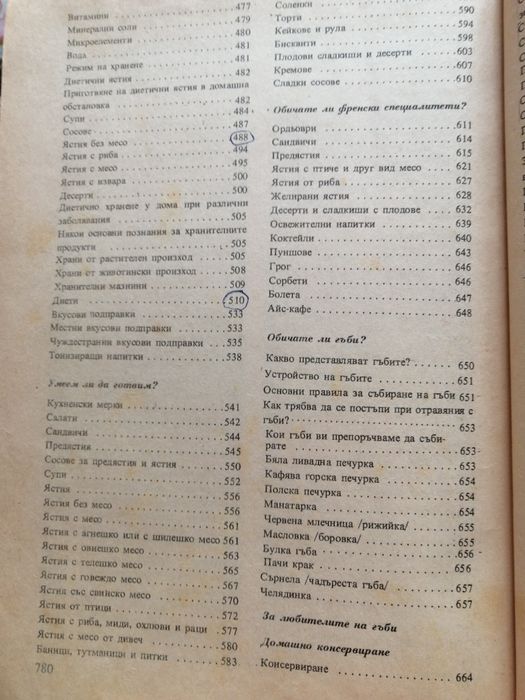 Витамини 477
Минерални соли 479
Микроелементи 480
Вода 481
Режим на хранене 481
Диетични ястия 482
Приготвяне на диетични ястия в домашна
обстановка 482
Супи 484
Сосове 487
Ястия без месо 488
Ястия с риба 494
Ястия с месо 495
Ястия с извара 500
Десерти 500
Диетично хранене у дома при различни
заболявания 505
Някои основни познания за хранителните
продукти 505
Храни от растителен произход 505
Храни от животински произход 508
Хранителни мазнини 509
Диети 510
Вкусови подправки 533
Местни вкусови подправки 533
Чуждестранни вкусови подправки 535
Тонизиращи напитки 538
Умеем ли да готвим?
Кухненски мерки 541
Салати 542
Сандвичи 544
Предястия 545
Сосове за предястия и ястия 550
Супи 552
Ястия 556
Ястия без месо 556
Ястия с месо 561
Ястия с агнешко или с шилешко месо 561
Ястия с овнешко месо 563
Ястия с телешко месо 565
Ястия с говеждо месо 567
Ястия със свинско месо 570
Ястия от птици 572
Ястия с риба, миди, охлюви и раци 577
Ястия с месо от дивеч 580
Баници, тутманици и питки 583
780
Соленки
Торти 590
Кейкове и рула 594
Бисквити 598
Плодови сладкиши и десерти 603
Кремове 607
Сладки сосове 610
Обичате ли френски специалитети?
Ордьоври 611
Сандвичи 614
Предястия 615
Ястия с птиче и друг вид месо 621
Ястия от риба 627
Желирани ястия 628
Десерти и сладкиши с плодове 632
Освежителни напитки 639
Коктейли 640
Пуншове 643
Грог 646
Сорбети 646
Болета 647
Айс-кафе 648
Обичате ли гъби?
Какво представляват гъбите? 650
Устройство на гъбите 651
Основни правила за събиране на гъби 651
Как трябва да се постъпи при отравяния с
гъби? 653
Кои гъби ви препоръчваме да съби-
рате 653
Бяла ливадна печурка 653
Кафява горска печурка 654
Полска печурка 654
Манатарка 654
Червена млечница /рижийка/ 655
Масловка /боровка/ 655
Булка гъба 656
Пачи крак 656
Сърнела /чадъреста гъба/ 657
Челядинка 657
За любителите на гъби
Домашно консервиране
Консервиране 664